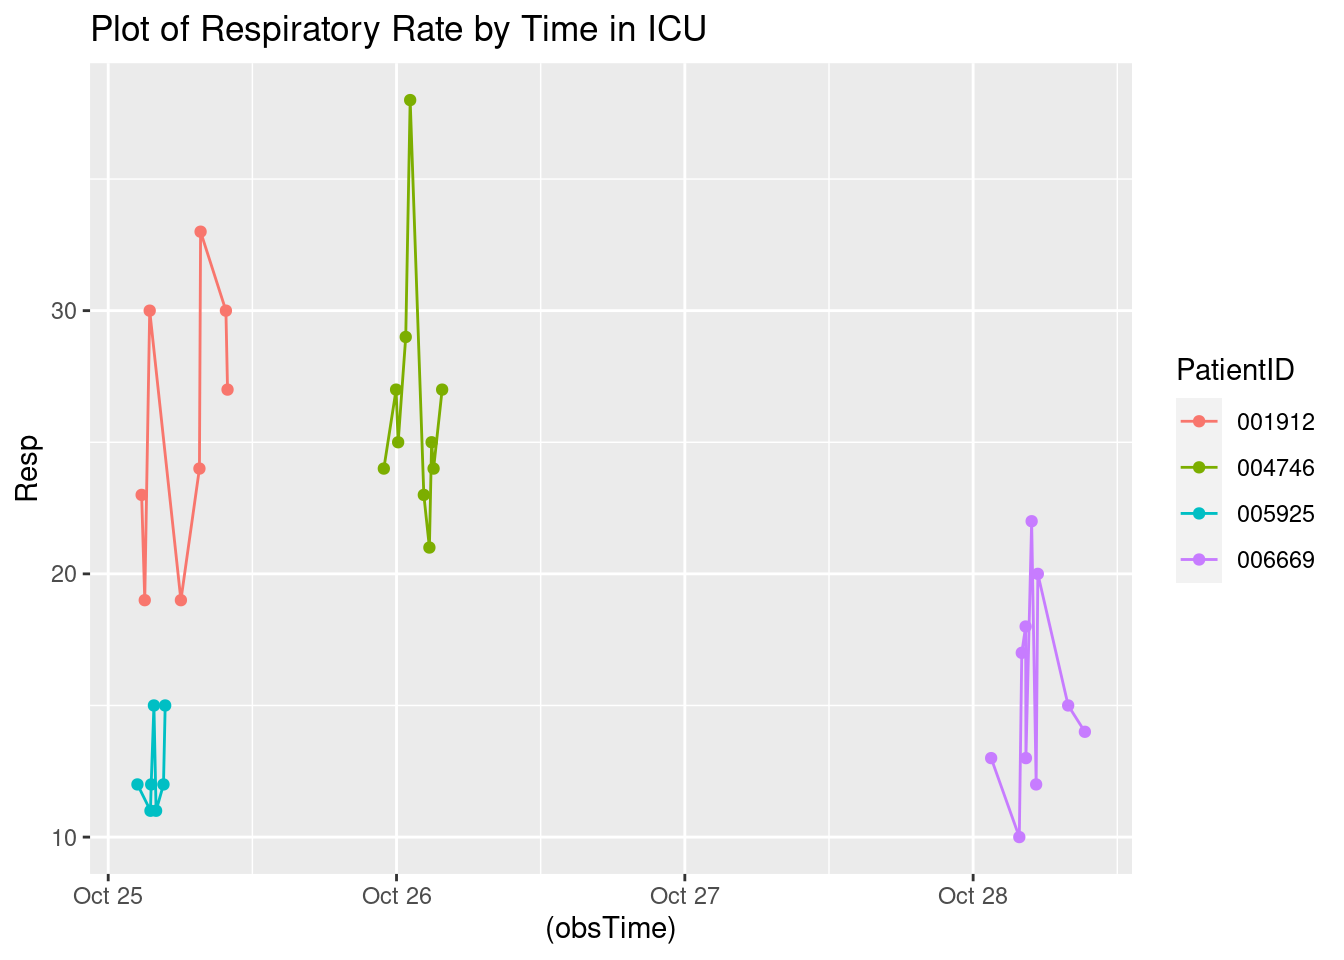 Plot of Respiratory Rate by Time in ICU
Resp
30
20
10
Oct 25
Oct 26
Oct 27
Oct 28
(obsTime)
PatientID
001912
004746
005925
006669